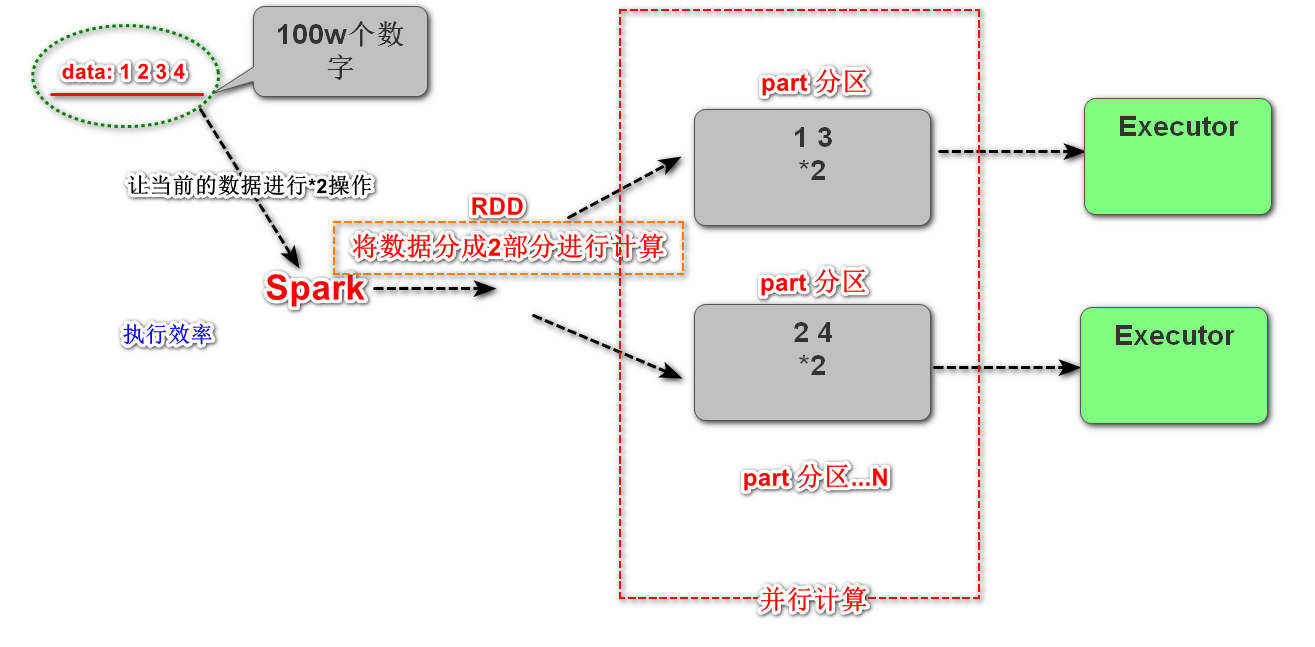 100w个数
字
data: 1 2 3 4
让当前的数据进行*2操作
Spark
执行效率
RDD
将数据分成2部分进行计算
part 分区
1 3
*2
Executor
part 分区
2 4
*2
Executor
part 分区...N
并行计算